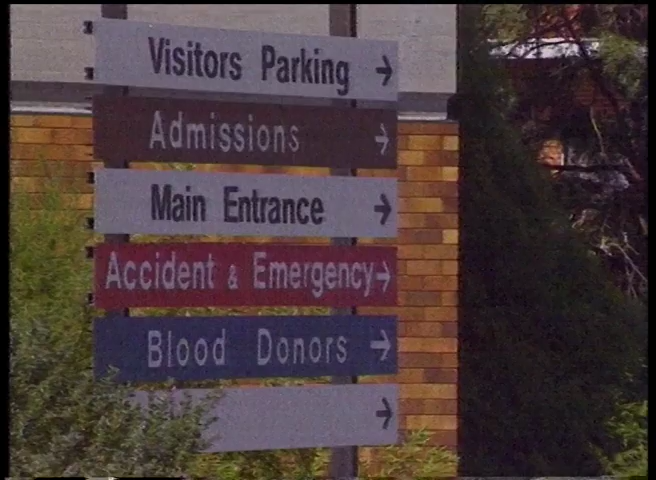 Visitors Parking →
Admissions →
Main Entrance →
Accident & Emergency →
Blood Donors →
→